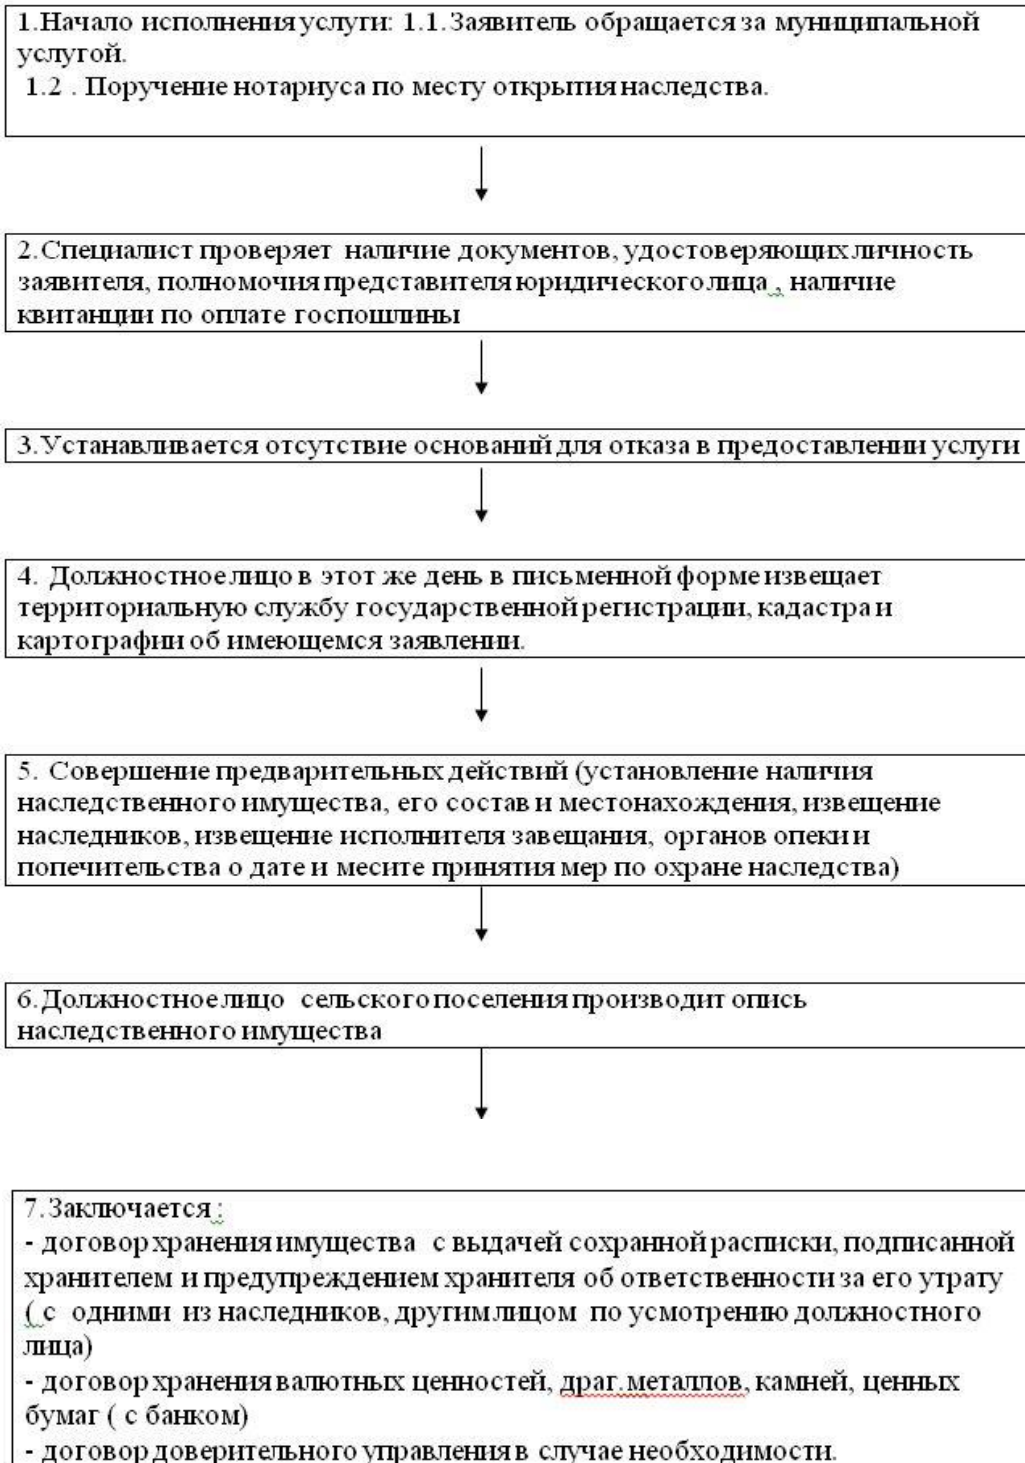 1.Начало исполнения услуги: 1.1.Заявитель обращается за муниципальной
услугой.
1.2 . Поручение нотариуса по месту открытия наследства.
2.Специалист проверяет наличие документов, удостоверяющих личность
заявителя, полномочия представителя юридического лица , наличие
квитанции по оплате госпошлины
3.Устанавливается отсутствие оснований для отказа в предоставлении услуги
4. Должностное лицо в этот же день в письменной форме извещает
территориальную службу государственной регистрации, кадастра и
картографии об имеющемся заявлении.
5. Совершение предварительных действий (установление наличия
наследственного имущества, его состав и местонахождения, извещение
наследников, извещение исполнителя завещания, органов опеки и
попечительства о дате и месите принятия мер по охране наследства)
6.Должностное лицо сельского поселения производит опись
наследственного имущества
7.Заключается :
- договор хранения имущества с выдачей сохранной расписки, подписанной
хранителем и предупреждением хранителя об ответственности за его утрату
( с одними из наследников, другим лицом по усмотрению должностного
лица)
- договор хранения валютных ценностей, драг.металлов, камней, ценных
бумаг ( с банком)
- договор доверительного управления в случае необходимости.